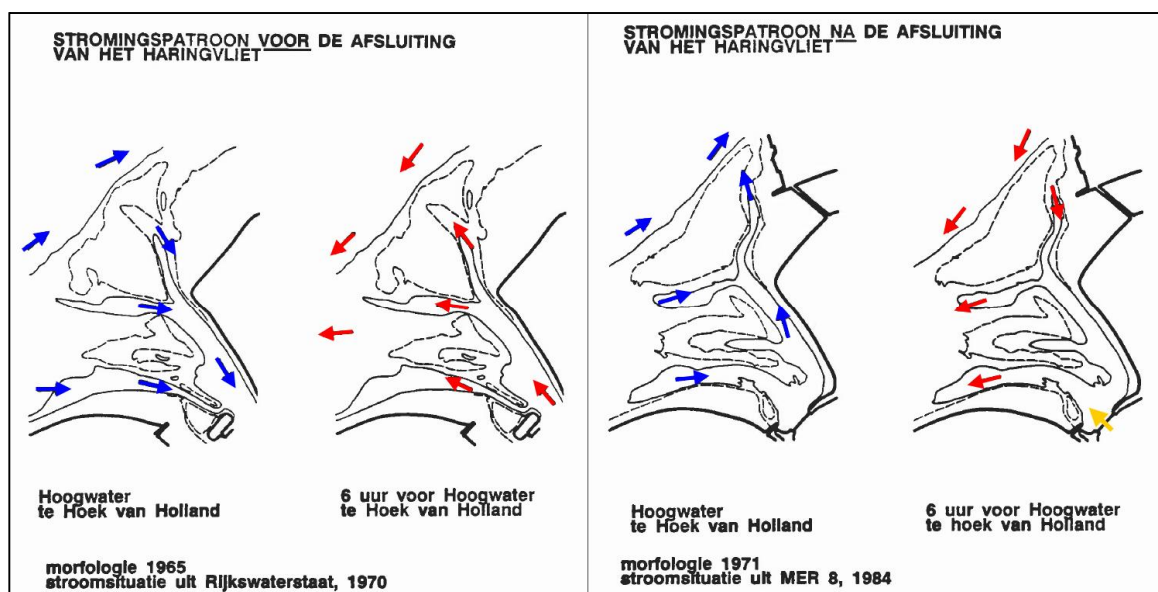 STROMINGSPATROON VOOR DE AFSLUITING
VAN HET HARINGVLIET
Hoogwater
te Hoek van Holland
6 uur voor Hoogwater
te Hoek van Holland
morfologie 1965
stroomsituatie uit Rijkswaterstaat, 1970
STROMINGSPATROON NA DE AFSLUITING
VAN HET HARINGVLIET
Hoogwater
te Hoek van Holland
6 uur voor Hoogwater
te hoek van Holland
morfologie 1971
stroomsituatie uit MER 8, 1984